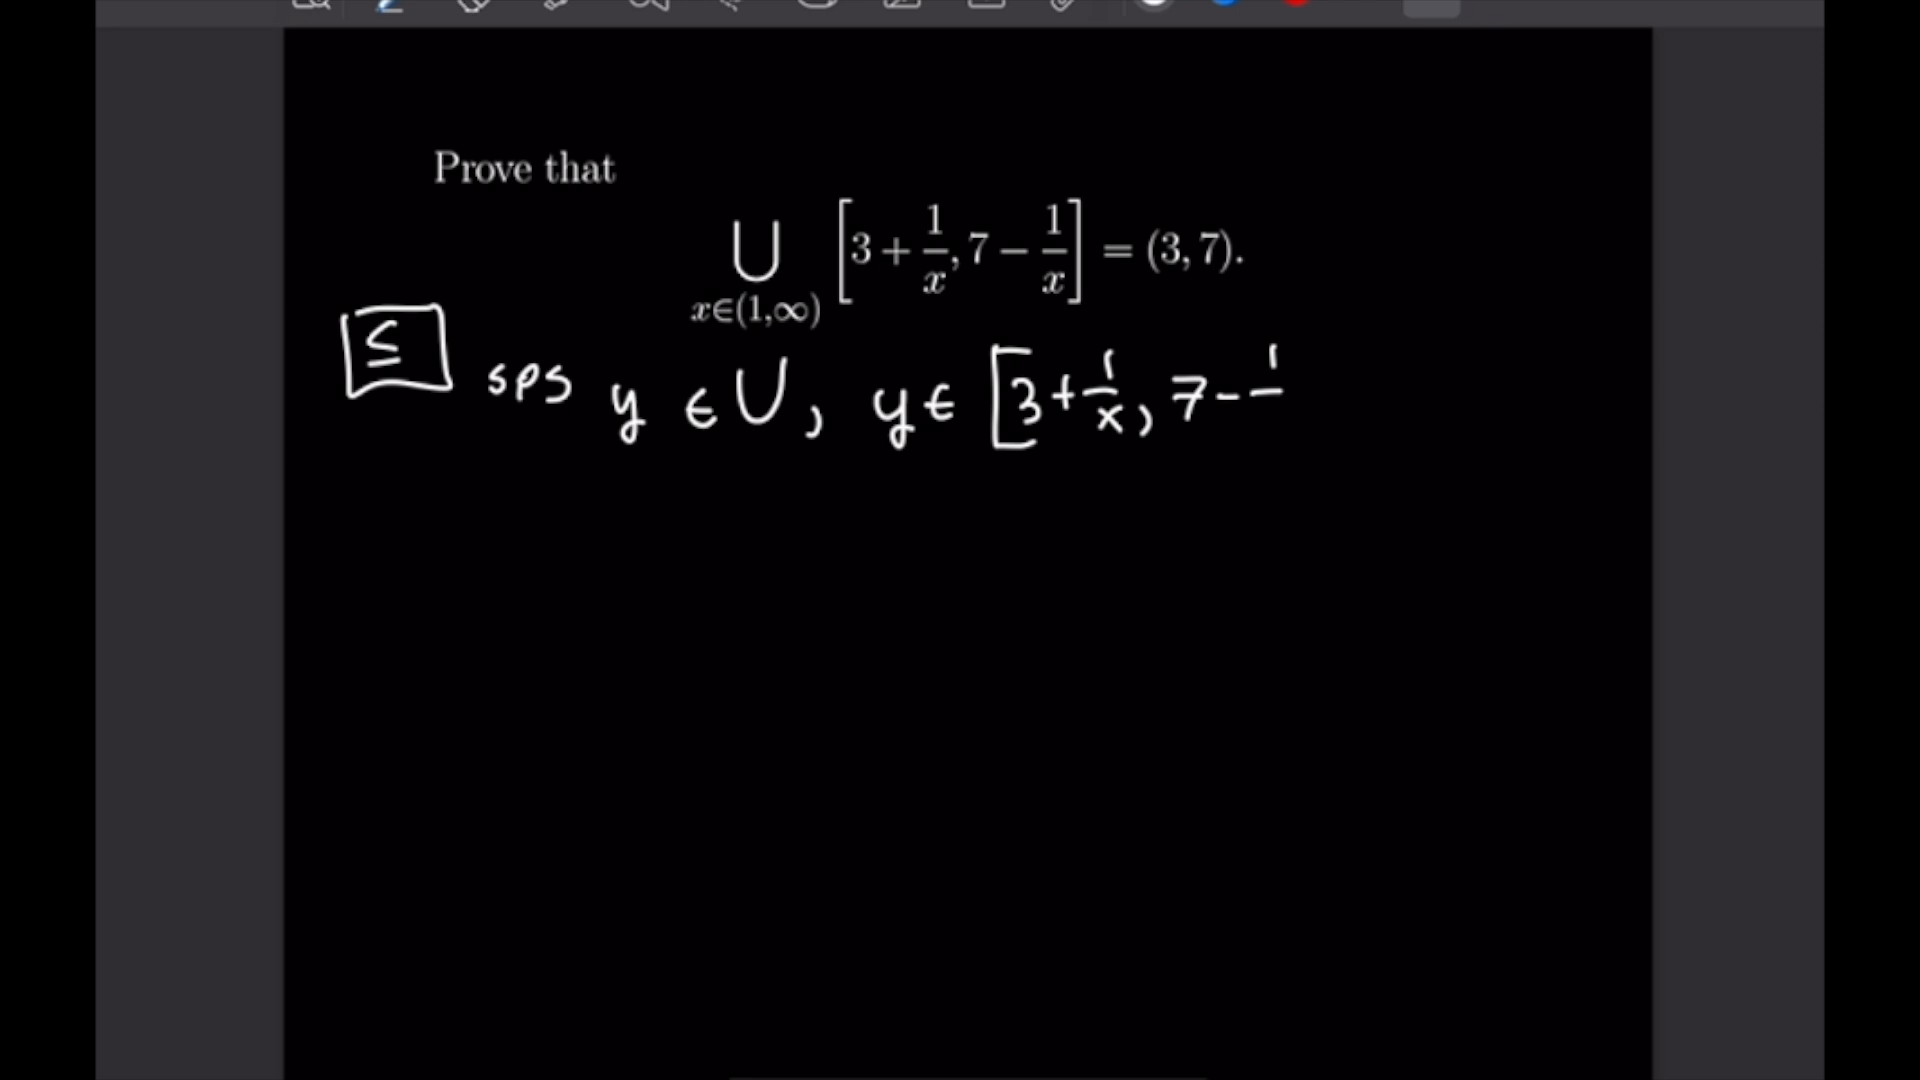 Prove that
⋃ x∈(1,∞) [3 + 1/x, 7 − 1/x] = (3, 7).
⊆ sps y ∈ ∪, y ∈ [3 + 1/x, 7 − 1/